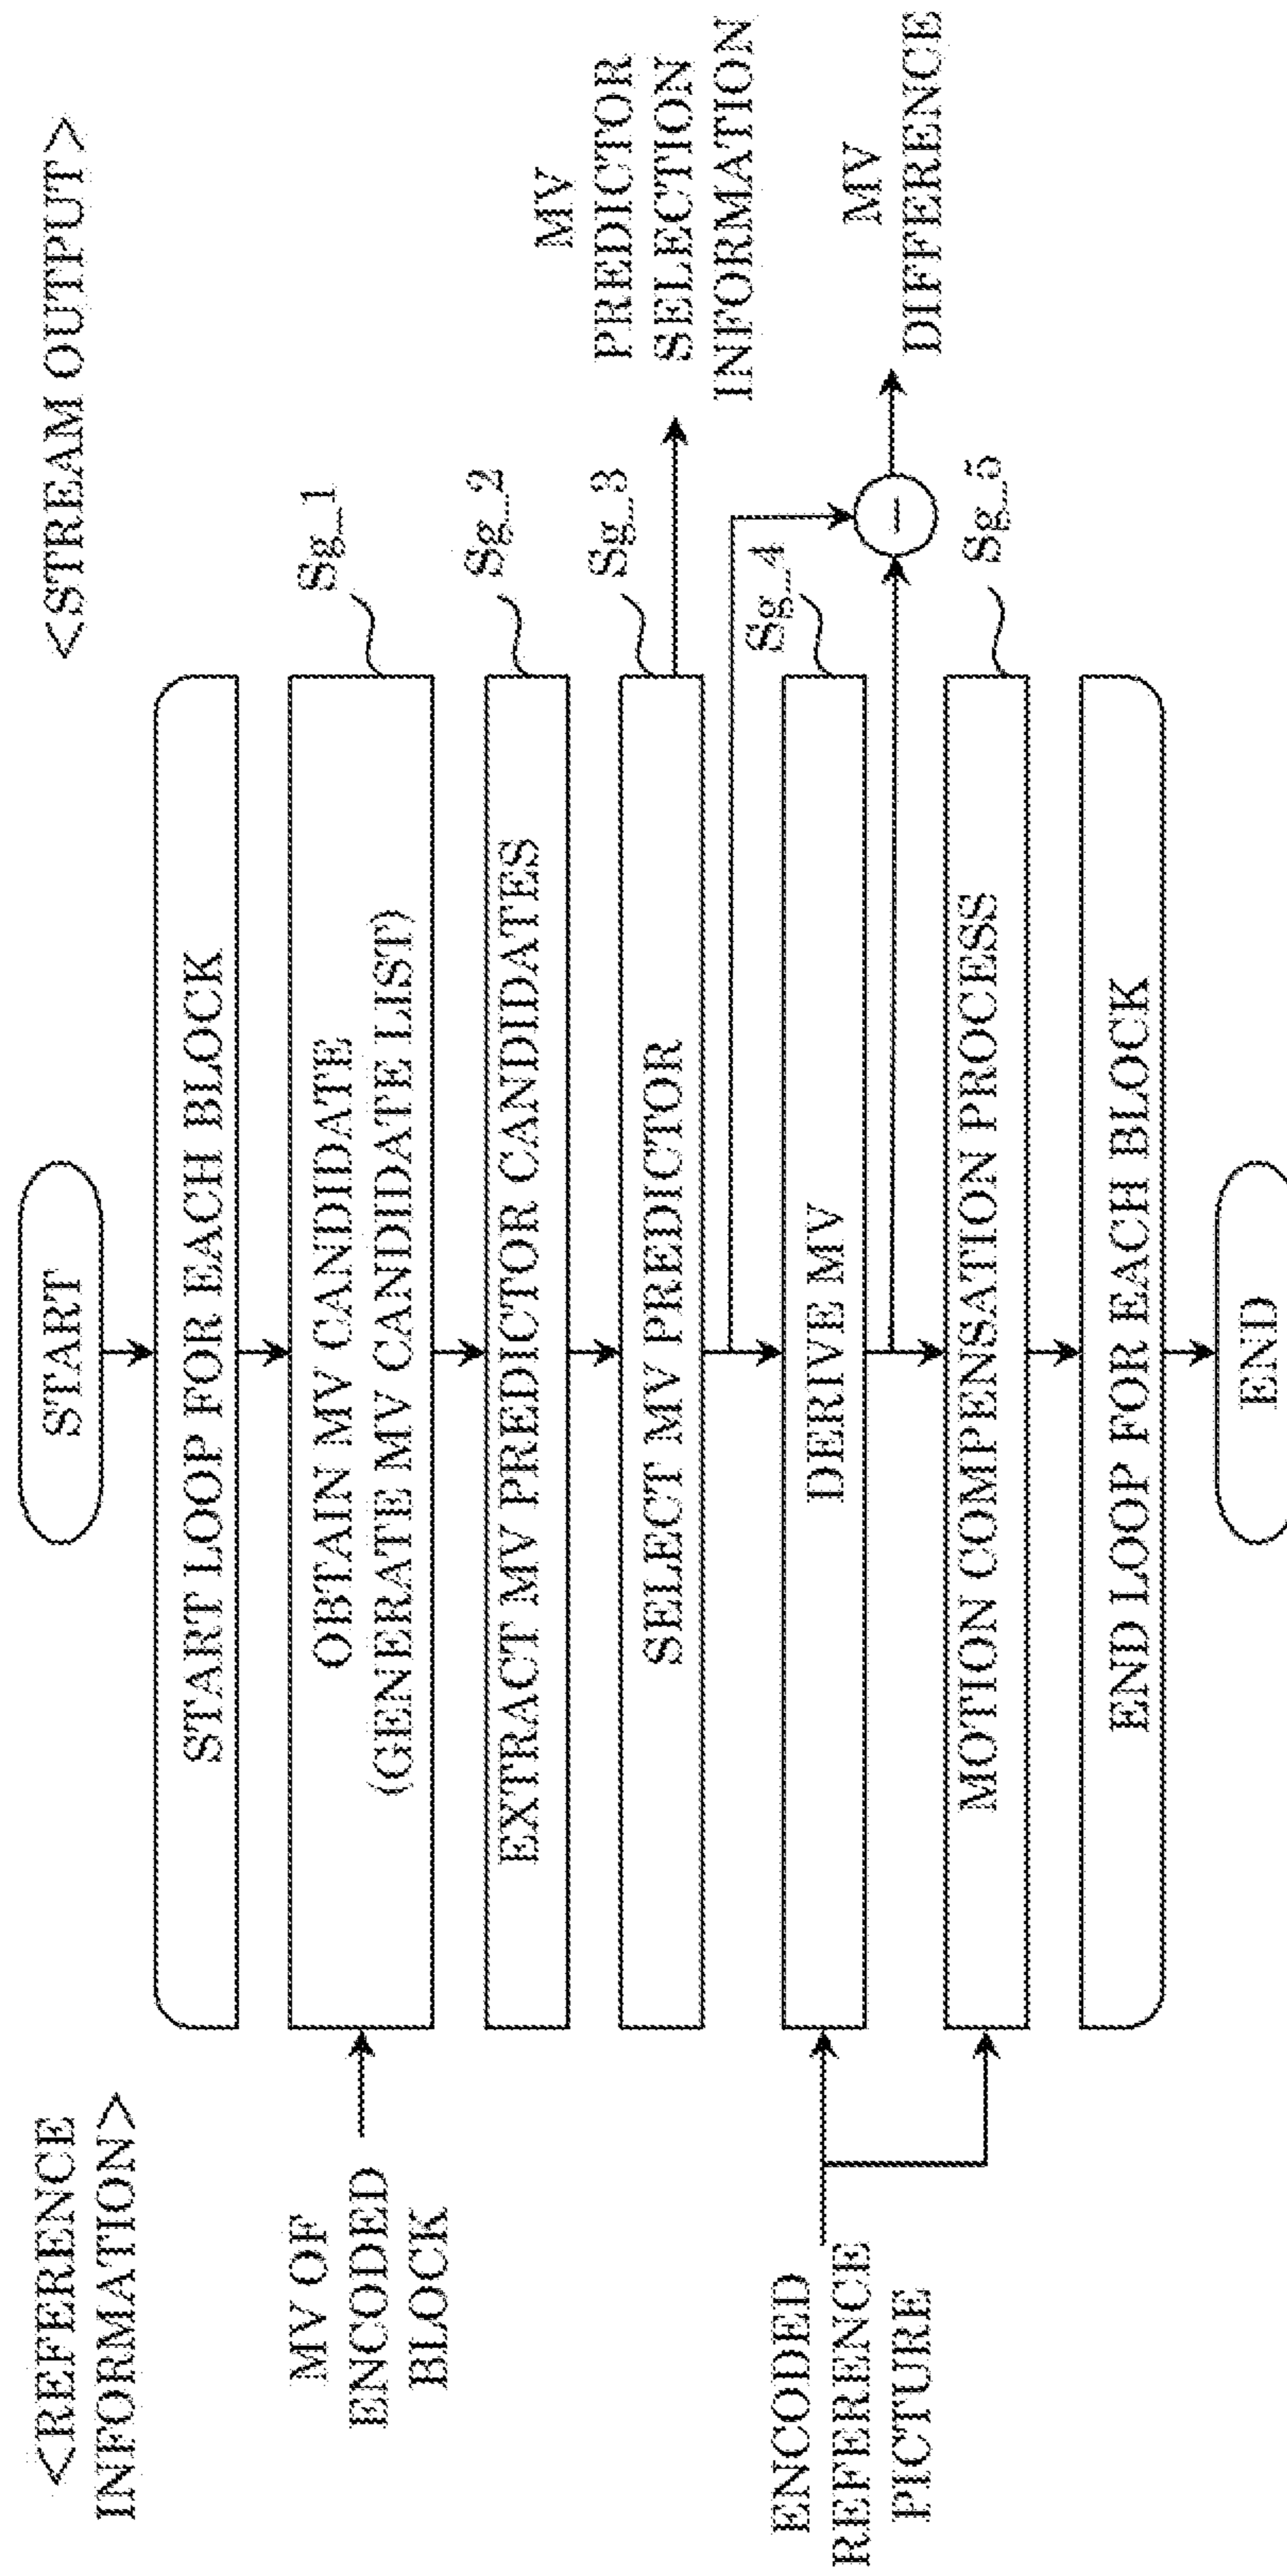 <REFERENCE
INFORMATION>
<STREAM OUTPUT>
START
START LOOP FOR EACH BLOCK
MV OF
ENCODED
BLOCK
OBTAIN MV CANDIDATE
(GENERATE MV CANDIDATE LIST)
Sg_1
EXTRACT MV PREDICTOR CANDIDATES
Sg_2
SELECT MV PREDICTOR
Sg_3
MV
PREDICTOR
SELECTION
INFORMATION
ENCODED
REFERENCE
PICTURE
DERIVE MV
Sg_4
−
MV
DIFFERENCE
MOTION COMPENSATION PROCESS
Sg_5
END LOOP FOR EACH BLOCK
END